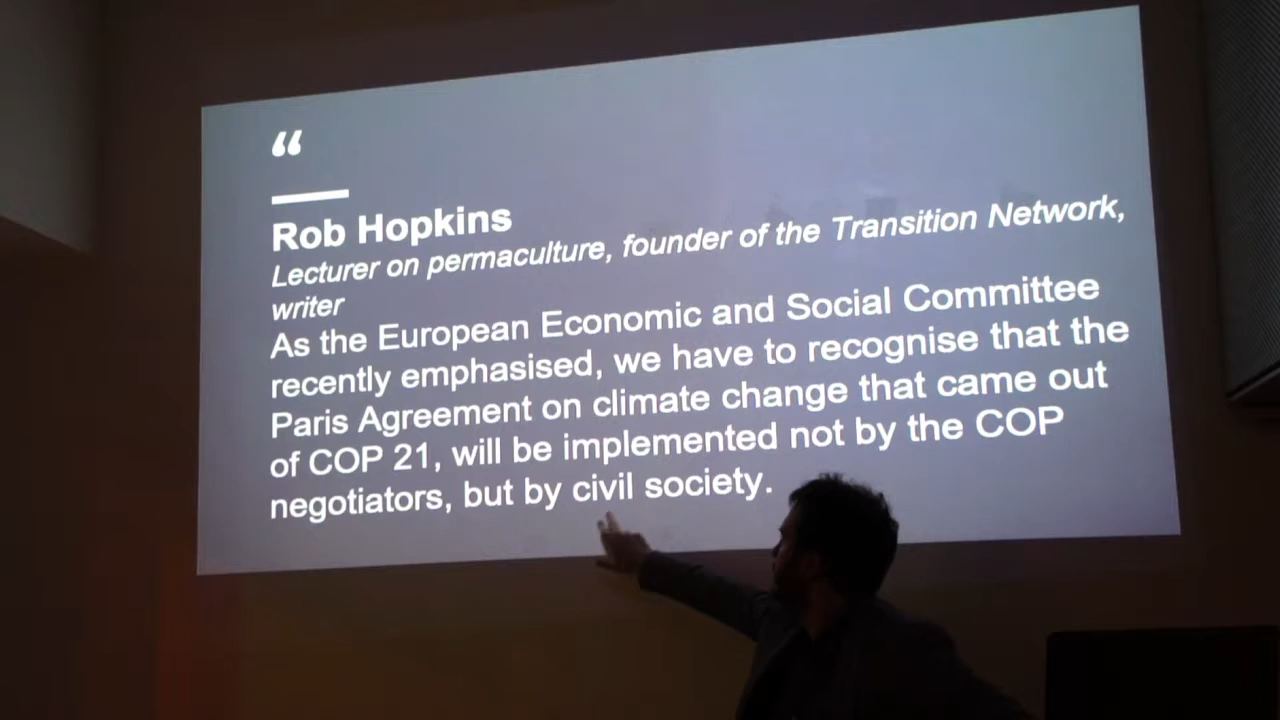 “
Rob Hopkins
Lecturer on permaculture, founder of the Transition Network,
writer
As the European Economic and Social Committee
recently emphasised, we have to recognise that the
Paris Agreement on climate change that came out
of COP 21, will be implemented not by the COP
negotiators, but by civil society.